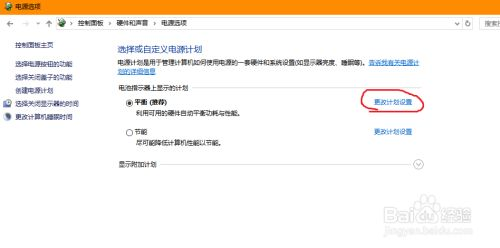 电源选项
控制面板 › 硬件和声音 › 电源选项
控制面板主页
选择电源按钮的功能
选择关闭盖子的功能
创建电源计划
选择关闭显示器的时间
更改计算机睡眠时间
选择或自定义电源计划
电源计划是用于管理计算机如何使用电源的一套硬件和系统设置(如显示器亮度、睡眠等)。告诉我有关电源计
划的详细信息
电池指示器上显示的计划
平衡(推荐) 更改计划设置
利用可用的硬件自动平衡功耗与性能。
节能 更改计划设置
尽可能降低计算机性能以节能。
显示附加计划
Baidu 经验
jingyan.baidu.com